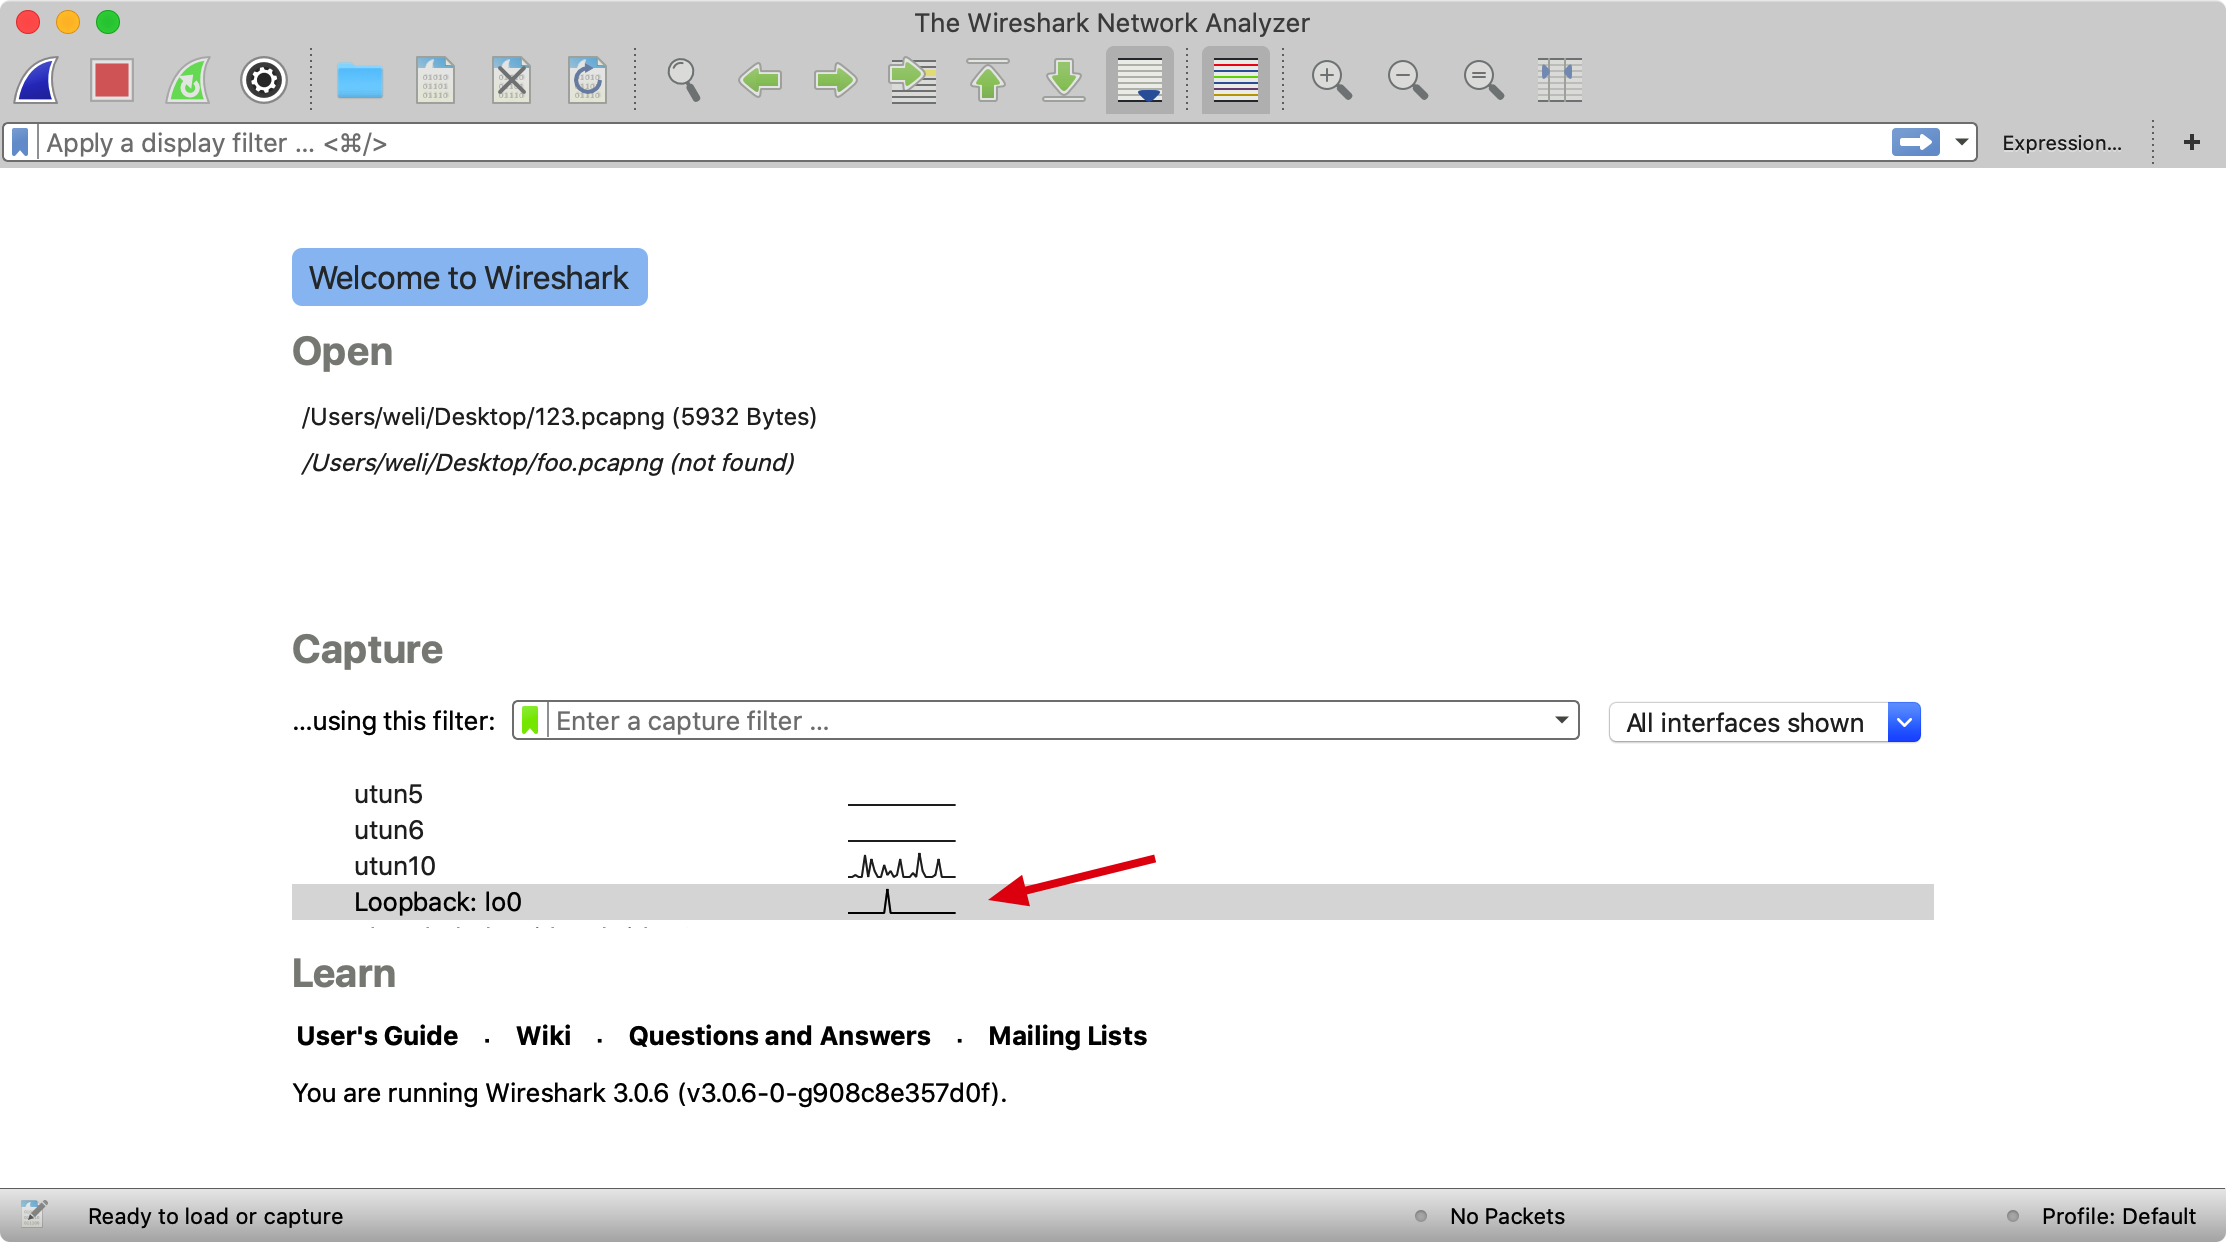 The Wireshark Network Analyzer
Apply a display filter ... <⌘/>
Expression...
+
Welcome to Wireshark
Open
/Users/weli/Desktop/123.pcapng (5932 Bytes)
/Users/weli/Desktop/foo.pcapng (not found)
Capture
...using this filter:
Enter a capture filter ...
All interfaces shown
utun5
utun6
utun10
Loopback: lo0
Learn
User's Guide . Wiki . Questions and Answers . Mailing Lists
You are running Wireshark 3.0.6 (v3.0.6-0-g908c8e357d0f).
Ready to load or capture
No Packets
Profile: Default